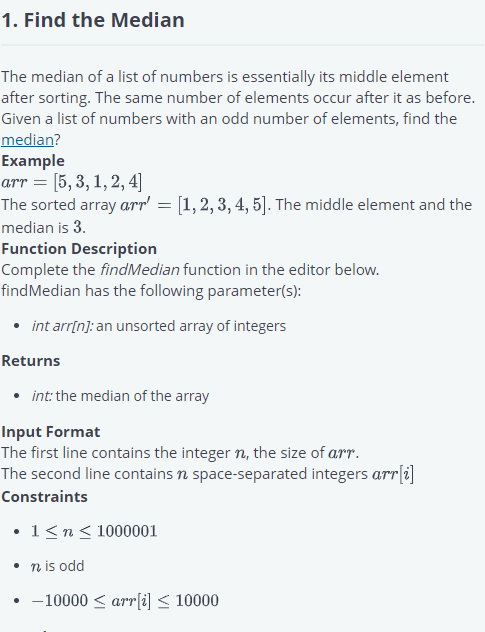 1. Find the Median
The median of a list of numbers is essentially its middle element
after sorting. The same number of elements occur after it as before.
Given a list of numbers with an odd number of elements, find the
median?
Example
arr = [5, 3, 1, 2, 4]
The sorted array arr′ = [1, 2, 3, 4, 5]. The middle element and the
median is 3.
Function Description
Complete the findMedian function in the editor below.
findMedian has the following parameter(s):
• int arr[n]: an unsorted array of integers
Returns
• int: the median of the array
Input Format
The first line contains the integer n, the size of arr.
The second line contains n space-separated integers arr[i]
Constraints
• 1 ≤ n ≤ 1000001
• n is odd
• −10000 ≤ arr[i] ≤ 10000